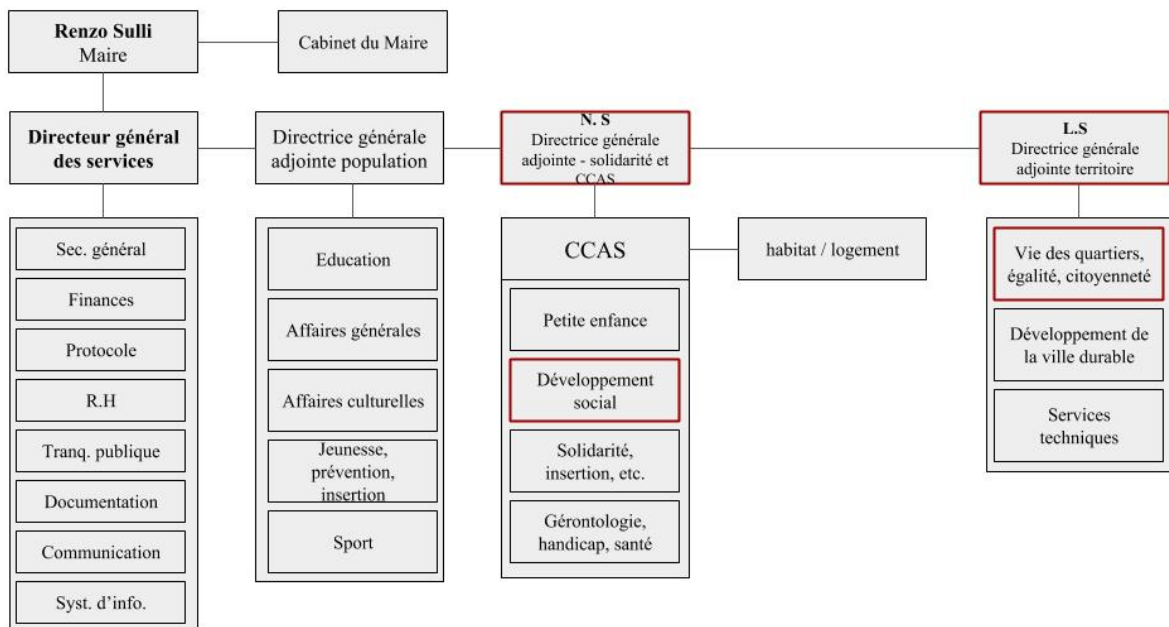 Renzo Sulli
Maire
Cabinet du Maire
Directeur général
des services
Directrice générale
adjointe population
N. S
Directrice générale
adjointe - solidarité et
CCAS
L.S
Directrice générale
adjointe territoire
Sec. général
Finances
Protocole
R.H
Tranq. publique
Documentation
Communication
Syst. d’info.
Education
Affaires générales
Affaires culturelles
Jeunesse,
prévention,
insertion
Sport
CCAS
habitat / logement
Petite enfance
Développement
social
Solidarité,
insertion, etc.
Gérontologie,
handicap, santé
Vie des quartiers,
égalité, citoyenneté
Développement de
la ville durable
Services
techniques